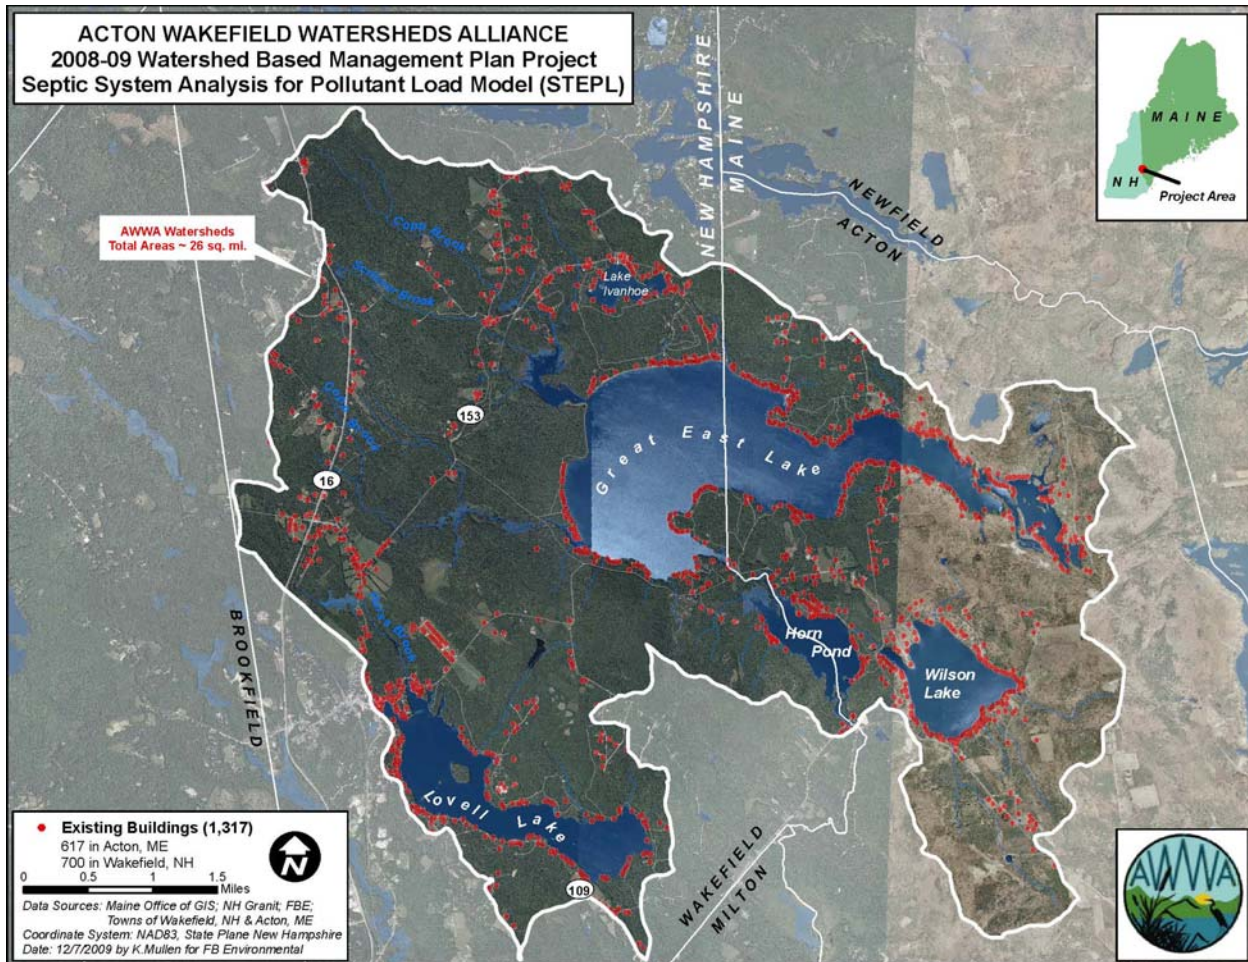 ACTON WAKEFIELD WATERSHEDS ALLIANCE
2008-09 Watershed Based Management Plan Project
Septic System Analysis for Pollutant Load Model (STEPL)
NEW HAMPSHIRE
MAINE
MAINE
NH
Project Area
NEWFIELD
ACTON
AWWA Watersheds
Total Areas ~ 26 sq. mi.
Copp Brook
Brook
Lake
Ivanhoe
153
Great East Lake
16
Brook
BROOKFIELD
Horn
Pond
Wilson
Lake
Lovell Lake
109
WAKEFIELD
MILTON
Existing Buildings (1,317)
617 in Acton, ME
700 in Wakefield, NH
N
0 0.5 1 1.5
Miles
Data Sources: Maine Office of GIS; NH Granit; FBE;
Towns of Wakefield, NH & Acton, ME
Coordinate System: NAD83, State Plane New Hampshire
Date: 12/7/2009 by K.Mullen for FB Environmental
AWWA